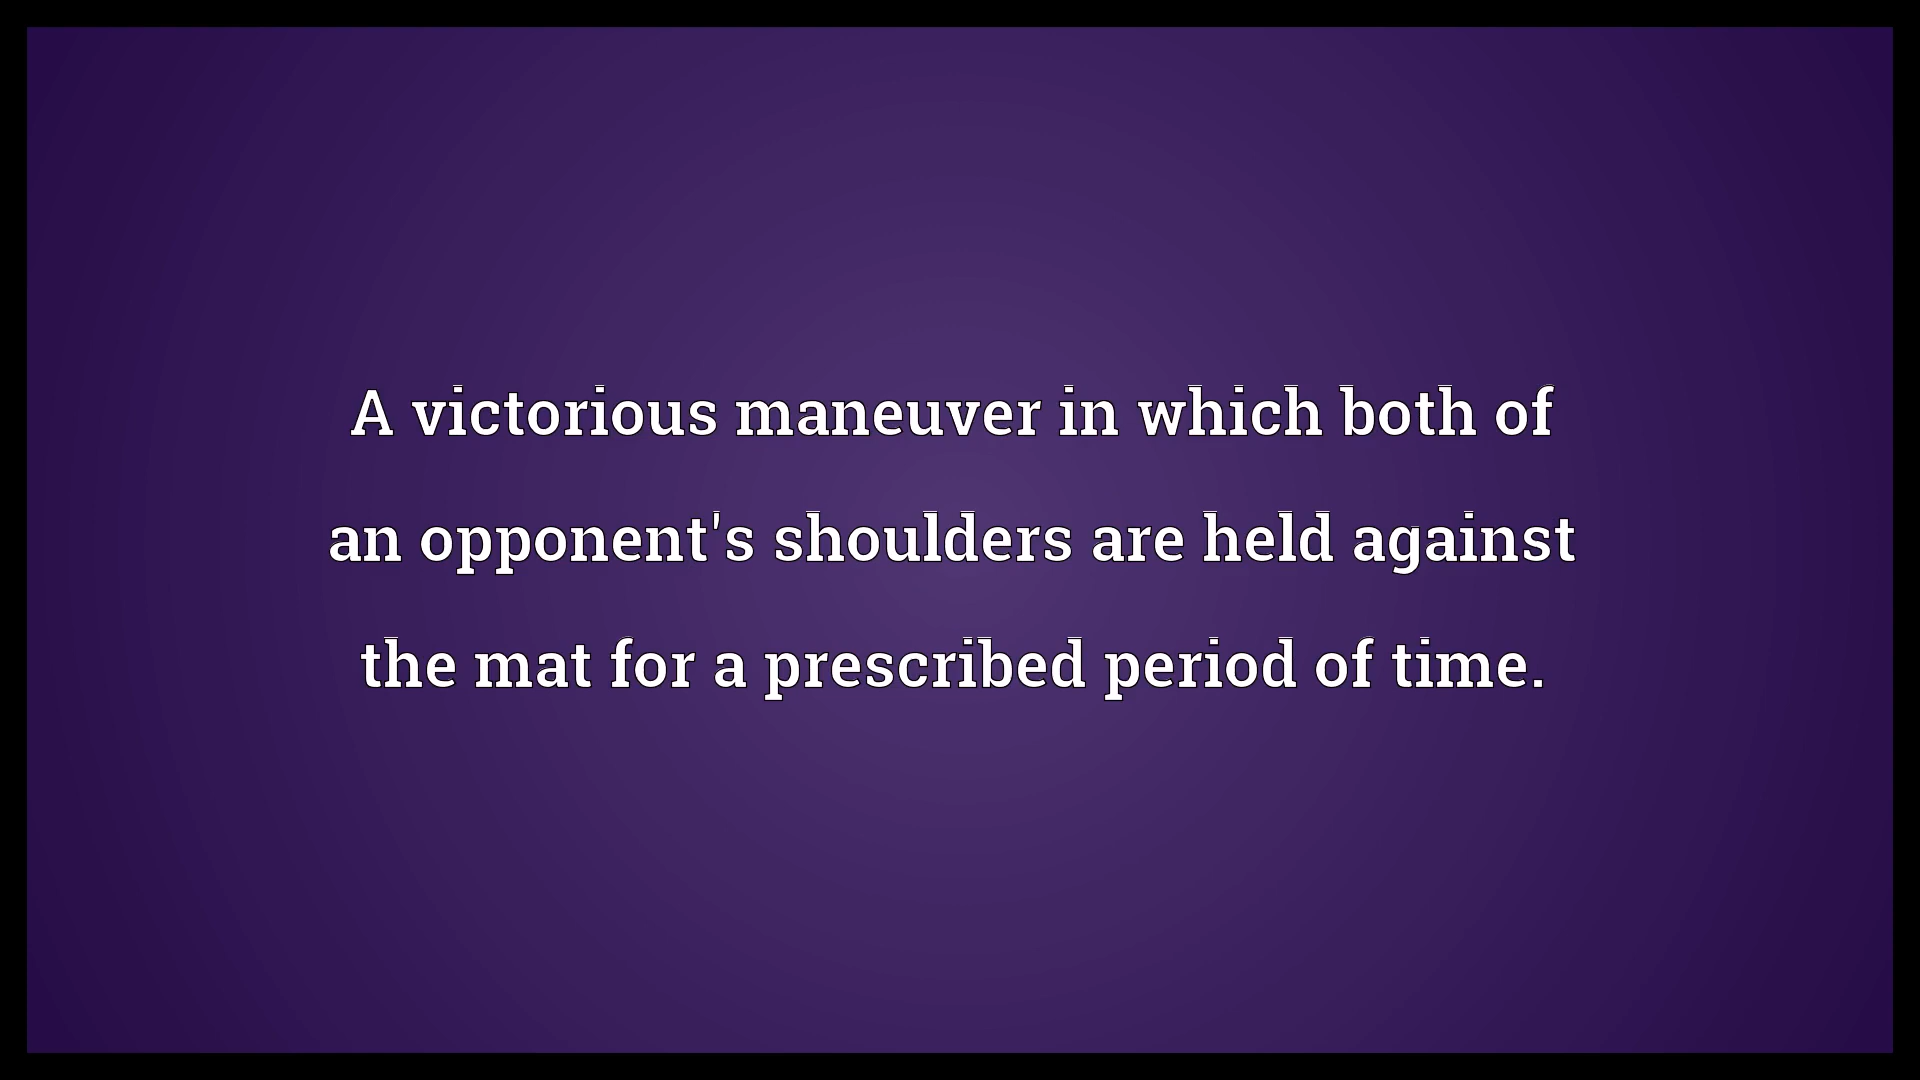 A victorious maneuver in which both of
an opponent's shoulders are held against
the mat for a prescribed period of time.